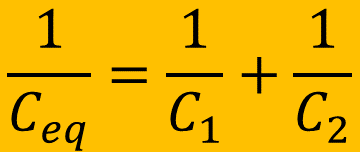 1/C_eq = 1/C_1 + 1/C_2